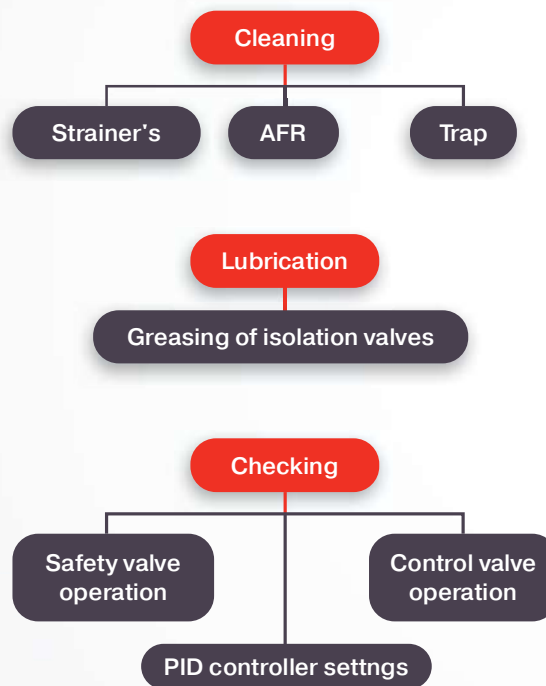 Cleaning
Strainer's
AFR
Trap
Lubrication
Greasing of isolation valves
Checking
Safety valve
operation
Control valve
operation
PID controller settngs